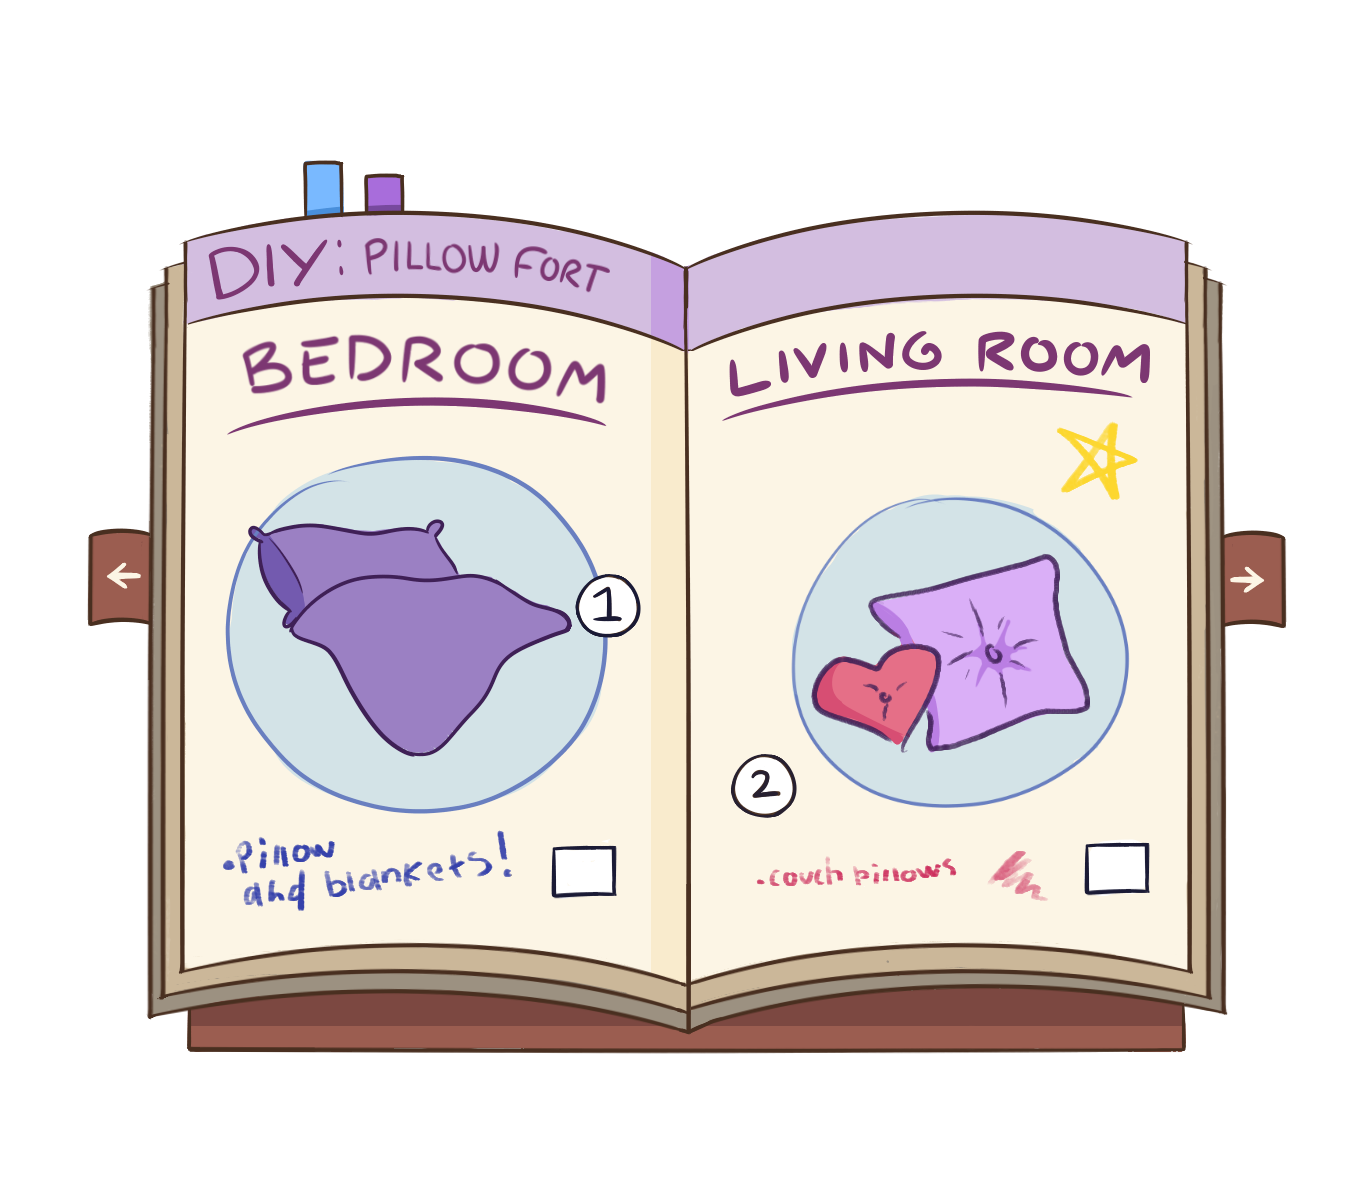 DIY: PILLOW FORT
BEDROOM
1
•Pillow
and blankets!
LIVING ROOM
2
•couch pillows